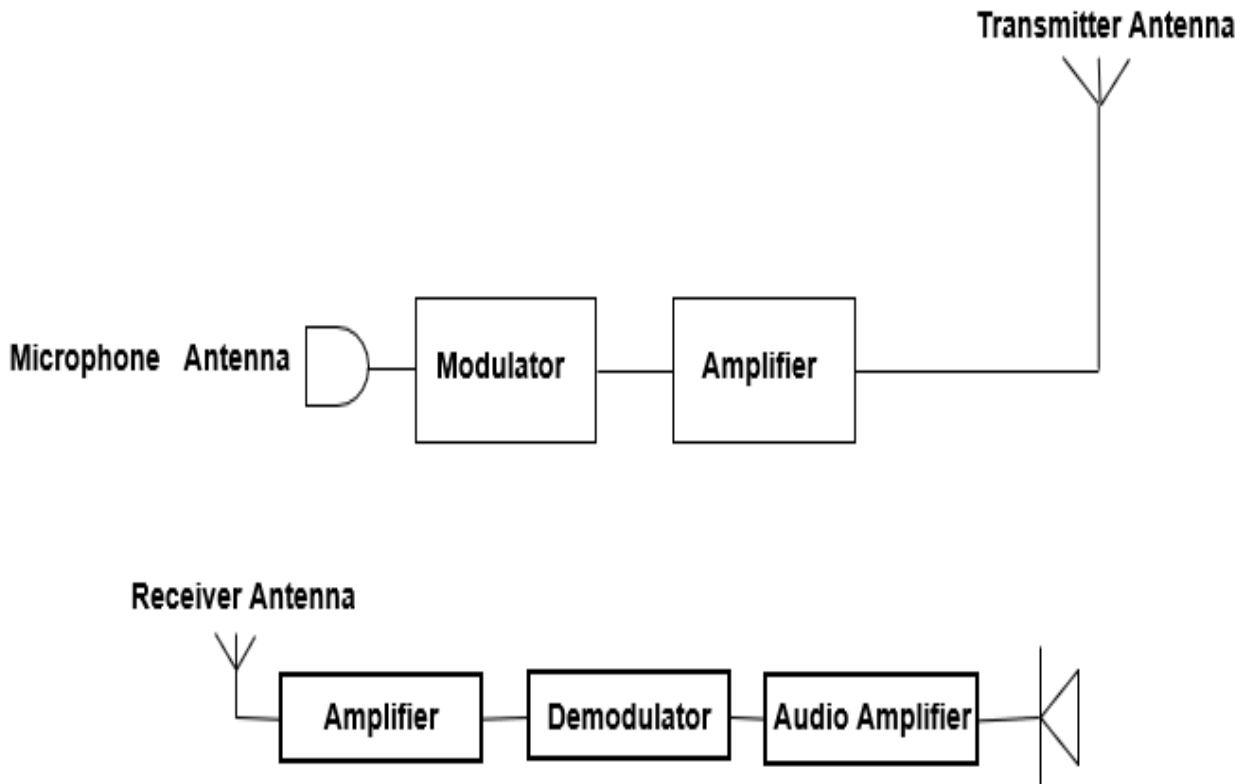 Transmitter Antenna
Microphone Antenna
Modulator
Amplifier
Receiver Antenna
Amplifier
Demodulator
Audio Amplifier